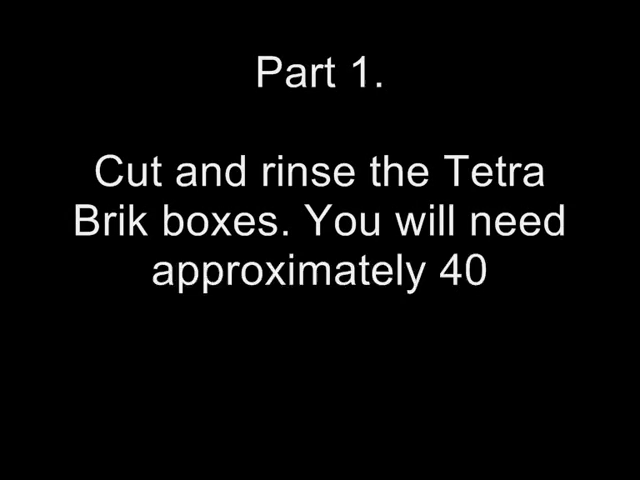 Part 1.
Cut and rinse the Tetra
Brik boxes. You will need
approximately 40